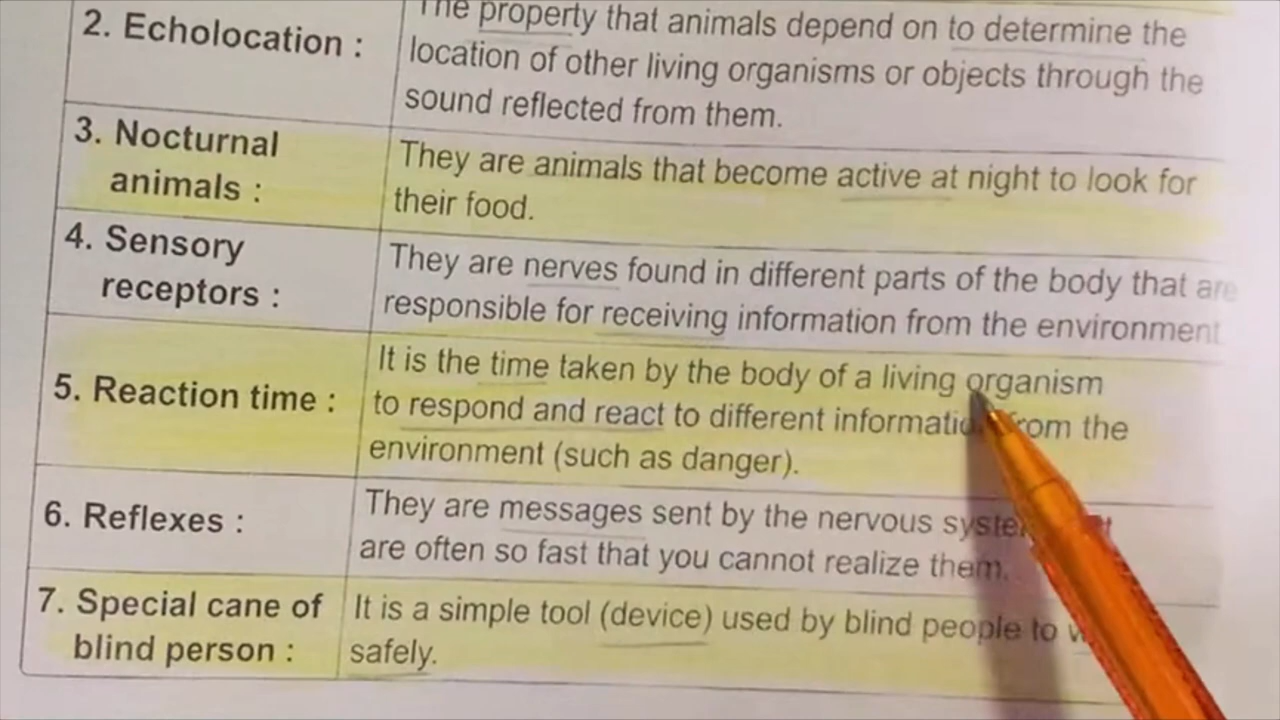 2. Echolocation :
The property that animals depend on to determine the
location of other living organisms or objects through the
sound reflected from them.
3. Nocturnal
animals :
They are animals that become active at night to look for
their food.
4. Sensory
receptors :
They are nerves found in different parts of the body that are
responsible for receiving information from the environment
5. Reaction time :
It is the time taken by the body of a living organism
to respond and react to different information from the
environment (such as danger).
6. Reflexes :
They are messages sent by the nervous system
are often so fast that you cannot realize them.
7. Special cane of
blind person :
It is a simple tool (device) used by blind people to
safely.